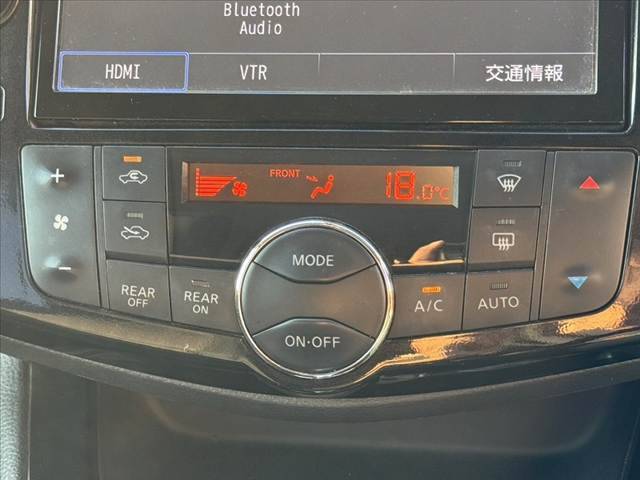 Bluetooth
Audio
HDMI
VTR
交通情報
+
FRONT
18.0°C
MODE
−
REAR
OFF
REAR
ON
A/C
AUTO
ON·OFF